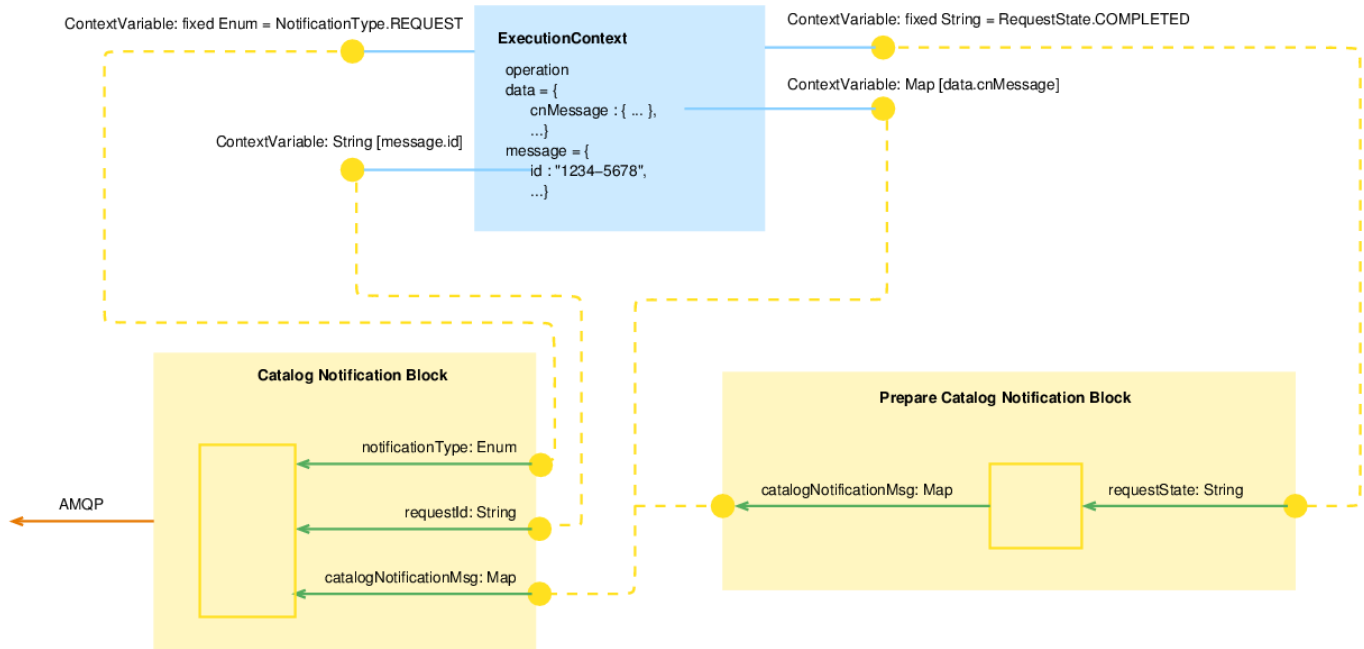 ContextVariable: fixed Enum = NotificationType.REQUEST
ContextVariable: fixed String = RequestState.COMPLETED
ExecutionContext
operation
data = {
cnMessage : { ... },
...}
message = {
id : "1234–5678",
...}
ContextVariable: Map [data.cnMessage]
ContextVariable: String [message.id]
Catalog Notification Block
notificationType: Enum
requestId: String
catalogNotificationMsg: Map
AMQP
Prepare Catalog Notification Block
catalogNotificationMsg: Map
requestState: String